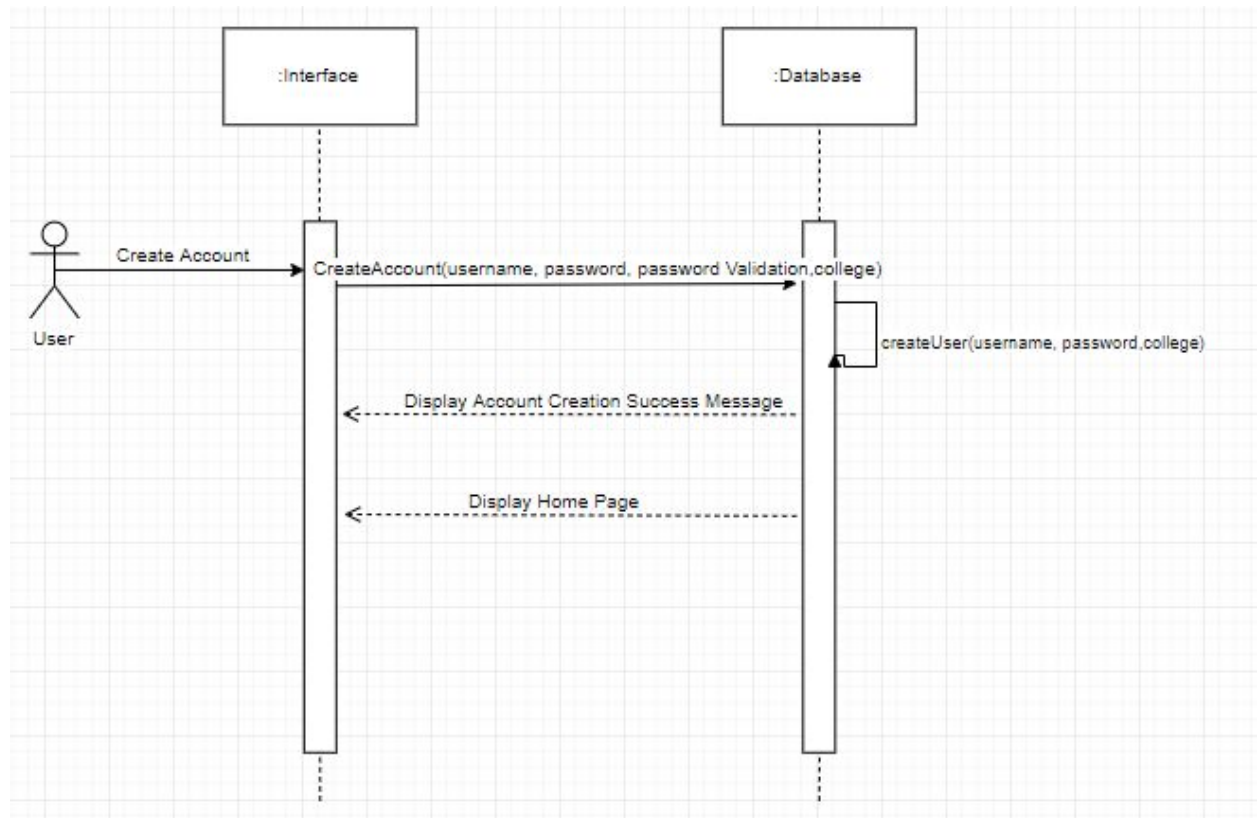 :Interface
:Database
Create Account
CreateAccount(username, password, password Validation,college)
User
createUser(username, password,college)
Display Account Creation Success Message
Display Home Page